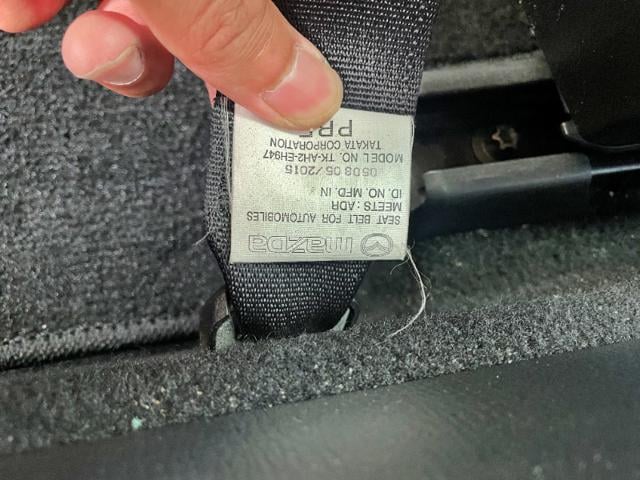 mazda
SEAT BELT FOR AUTOMOBILES
MEETS : ADR
ID. NO. MFD. IN
0508 05 / 2015
MODEL NO. TK-AH2-EH947
TAKATA CORPORATION